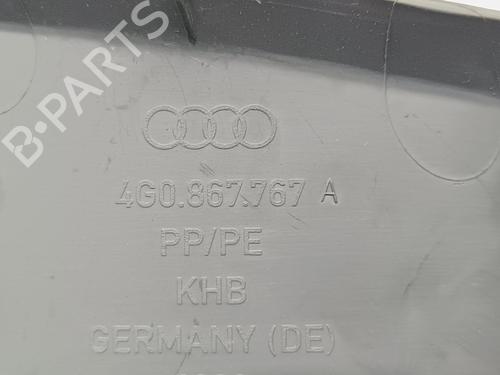 B-PARTS
4G0.867.767 A
PP/PE
KHB
GERMANY (DE)